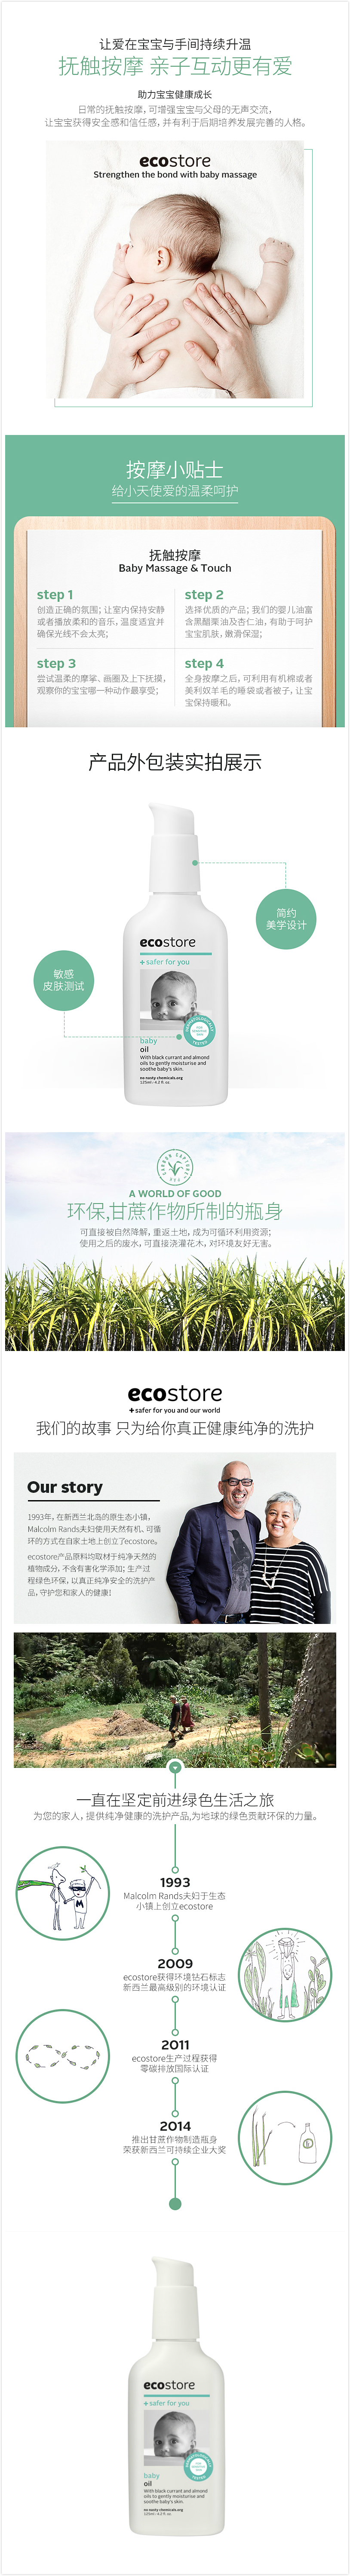 让爱在宝宝与手间持续升温
抚触按摩 亲子互动更有爱
助力宝宝健康成长
日常的抚触按摩,可增强宝宝与父母的无声交流,
让宝宝获得安全感和信任感,并有利于后期培养发展完善的人格。
ecostore
Strengthen the bond with baby massage
按摩小贴士
给小天使爱的温柔呵护
抚触按摩
Baby Massage & Touch
step 1
创造正确的氛围; 让室内保持安静
或者播放柔和的音乐, 温度适宜并
确保光线不会太亮;
step 2
选择优质的产品; 我们的婴儿油富
含黑醋栗油及杏仁油, 有助于呵护
宝宝肌肤, 嫩滑保湿;
step 3
尝试温柔的摩挲、画圈及上下抚摸,
观察你的宝宝哪一种动作最享受;
step 4
全身按摩之后, 可利用有机棉或者
美利奴羊毛的睡袋或者被子, 让宝
宝保持暖和。
产品外包装实拍展示
简约
美学设计
敏感
皮肤测试
ecostore
+ safer for you
DERMATOLOGICALLY
FOR
SENSITIVE
SKIN
TESTED
baby
oil
With black currant and almond
oils to gently moisturise and
soothe baby's skin.
no nasty chemicals.org
125ml - 4.2 fl. oz.
CARBON CAPTURE
PAK
A WORLD OF GOOD
环保,甘蔗作物所制的瓶身
可直接被自然降解, 重返土地, 成为可循环利用资源;
使用之后的废水, 可直接浇灌花木, 对环境友好无害。
ecostore
+ safer for you and our world
我们的故事 只为给你真正健康纯净的洗护
Our story
1993年, 在新西兰北岛的原生态小镇,
Malcolm Rands夫妇使用天然有机、可循
环的方式在自家土地上创立了ecostore。
ecostore产品原料均取材于纯净天然的
植物成分, 不含有害化学添加; 生产过
程绿色环保, 以真正纯净安全的洗护产
品, 守护您和家人的健康!
一直在坚定前进绿色生活之旅
为您的家人, 提供纯净健康的洗护产品,为地球的绿色贡献环保的力量。
1993
Malcolm Rands夫妇于生态
小镇上创立ecostore
2009
ecostore获得环境钻石标志
新西兰最高级别的环境认证
2011
ecostore生产过程获得
零碳排放国际认证
2014
推出甘蔗作物制造瓶身
荣获新西兰可持续企业大奖
ecostore
+ safer for you
DERMATOLOGICALLY
FOR
SENSITIVE
SKIN
TESTED
baby
oil
With black currant and almond
oils to gently moisturise and
soothe baby's skin.
no nasty chemicals.org
125ml - 4.2 fl. oz.